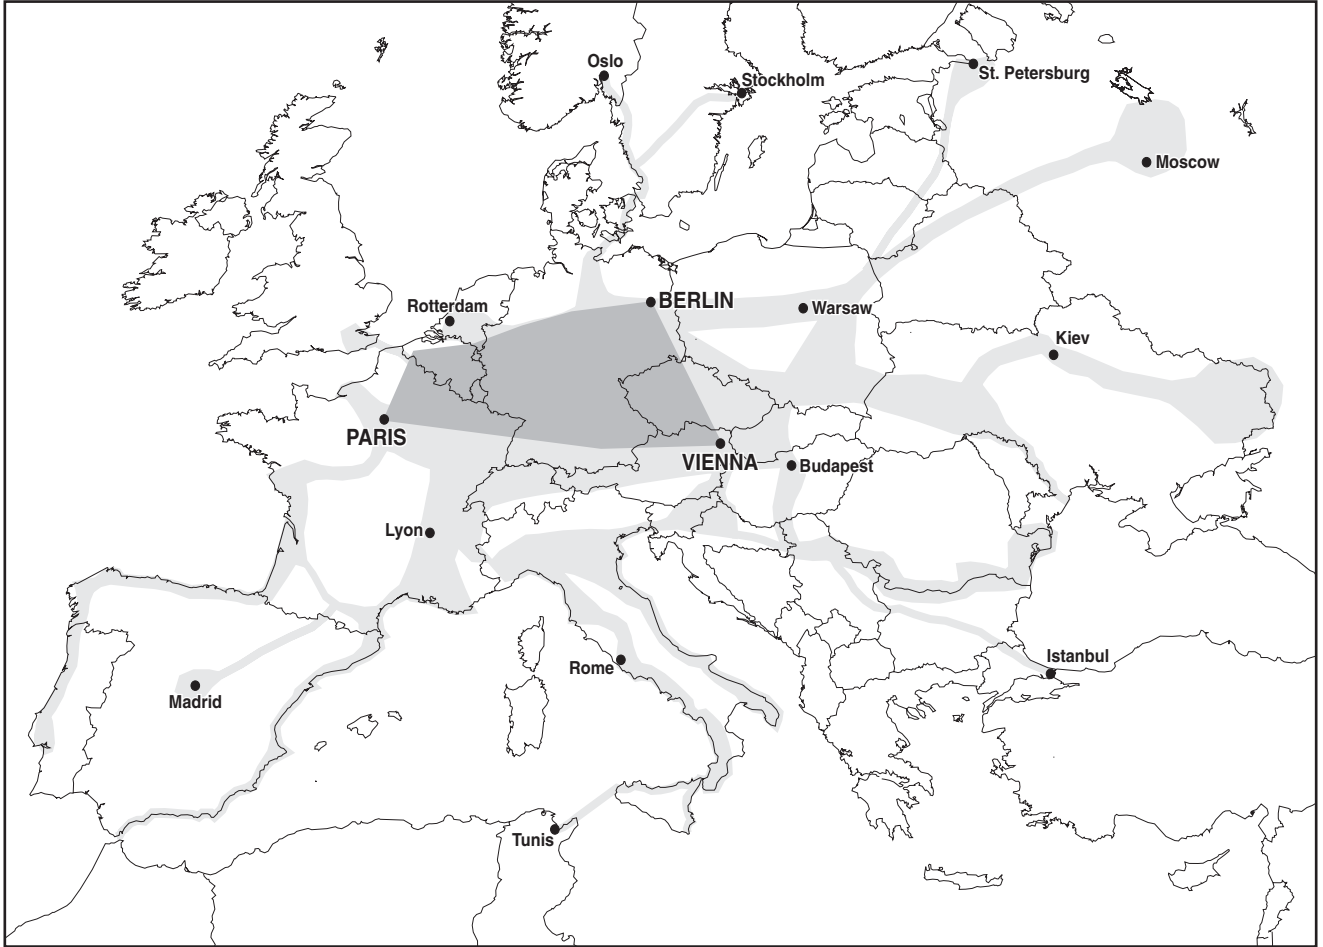 Oslo
Stockholm
St. Petersburg
Moscow
Rotterdam
BERLIN
Warsaw
Kiev
PARIS
VIENNA
Budapest
Lyon
Rome
Istanbul
Madrid
Tunis